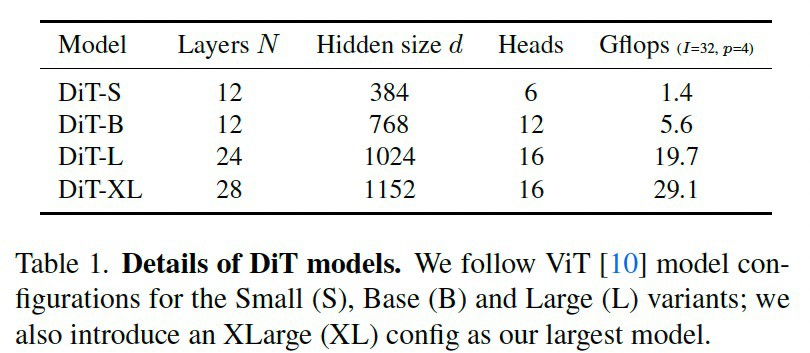 Model Layers N Hidden size d Heads Gflops (I=32, p=4)
DiT-S 12 384 6 1.4
DiT-B 12 768 12 5.6
DiT-L 24 1024 16 19.7
DiT-XL 28 1152 16 29.1
Table 1. Details of DiT models. We follow ViT [10] model con-
figurations for the Small (S), Base (B) and Large (L) variants; we
also introduce an XLarge (XL) config as our largest model.